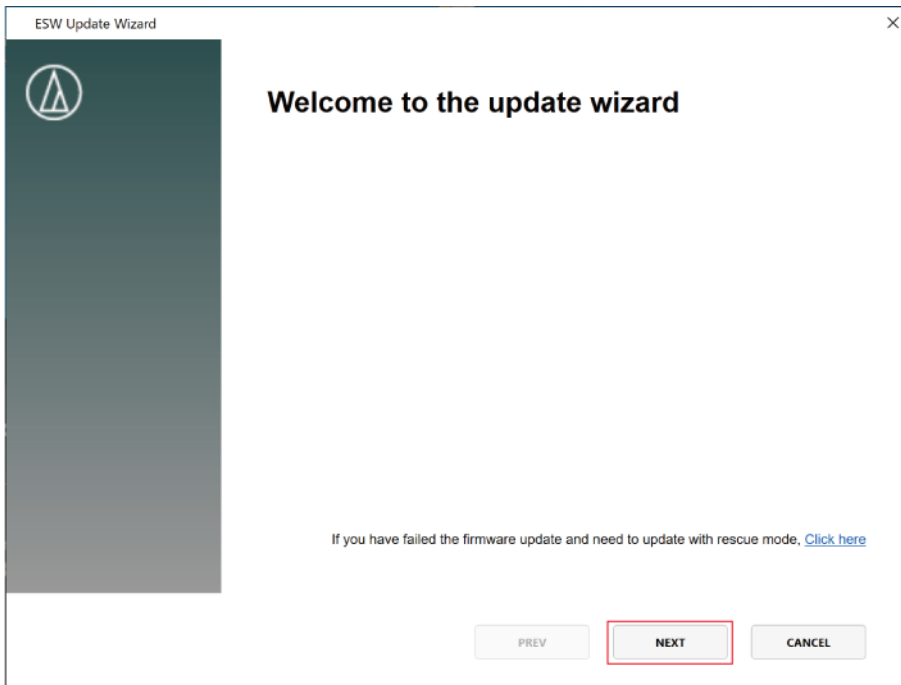 ESW Update Wizard
Welcome to the update wizard
If you have failed the firmware update and need to update with rescue mode, Click here
PREV
NEXT
CANCEL